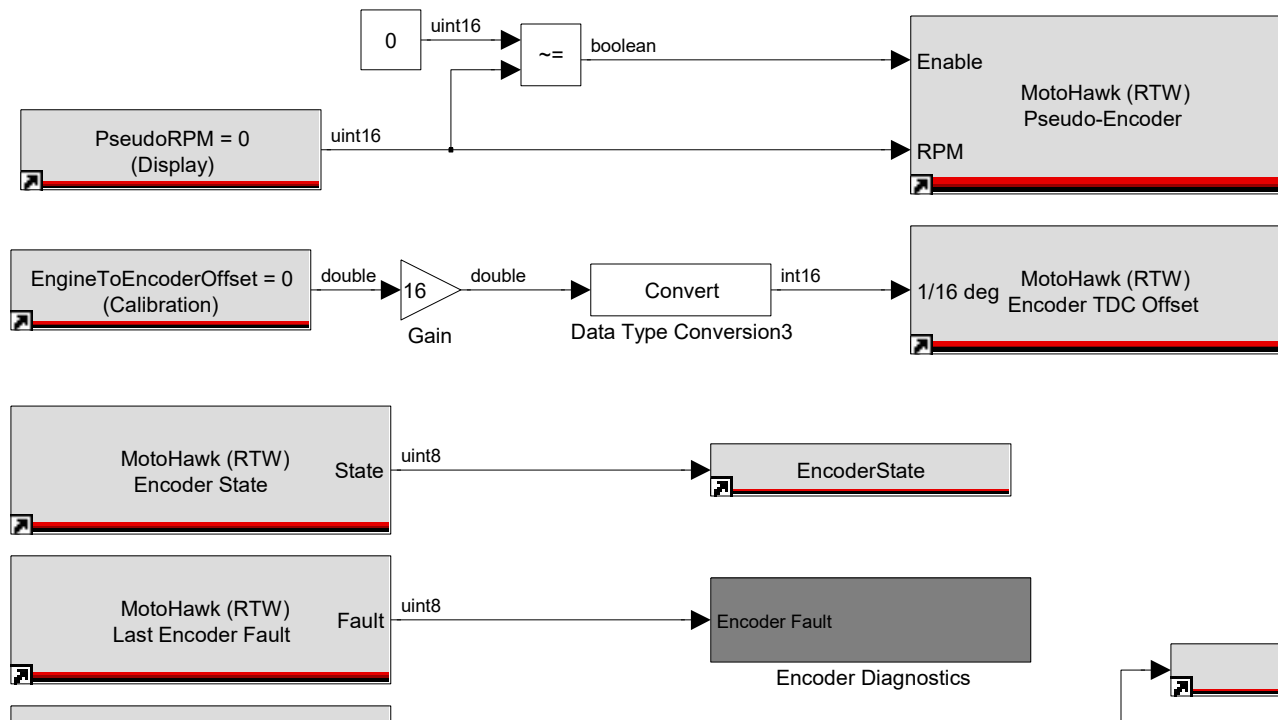 0
uint16
~=
boolean
Enable
MotoHawk (RTW)
Pseudo-Encoder
RPM
PseudoRPM = 0
(Display)
uint16
EngineToEncoderOffset = 0
(Calibration)
double
16
Gain
double
Convert
Data Type Conversion3
int16
1/16 deg
MotoHawk (RTW)
Encoder TDC Offset
MotoHawk (RTW)
Encoder State
State
uint8
EncoderState
MotoHawk (RTW)
Last Encoder Fault
Fault
uint8
Encoder Fault
Encoder Diagnostics